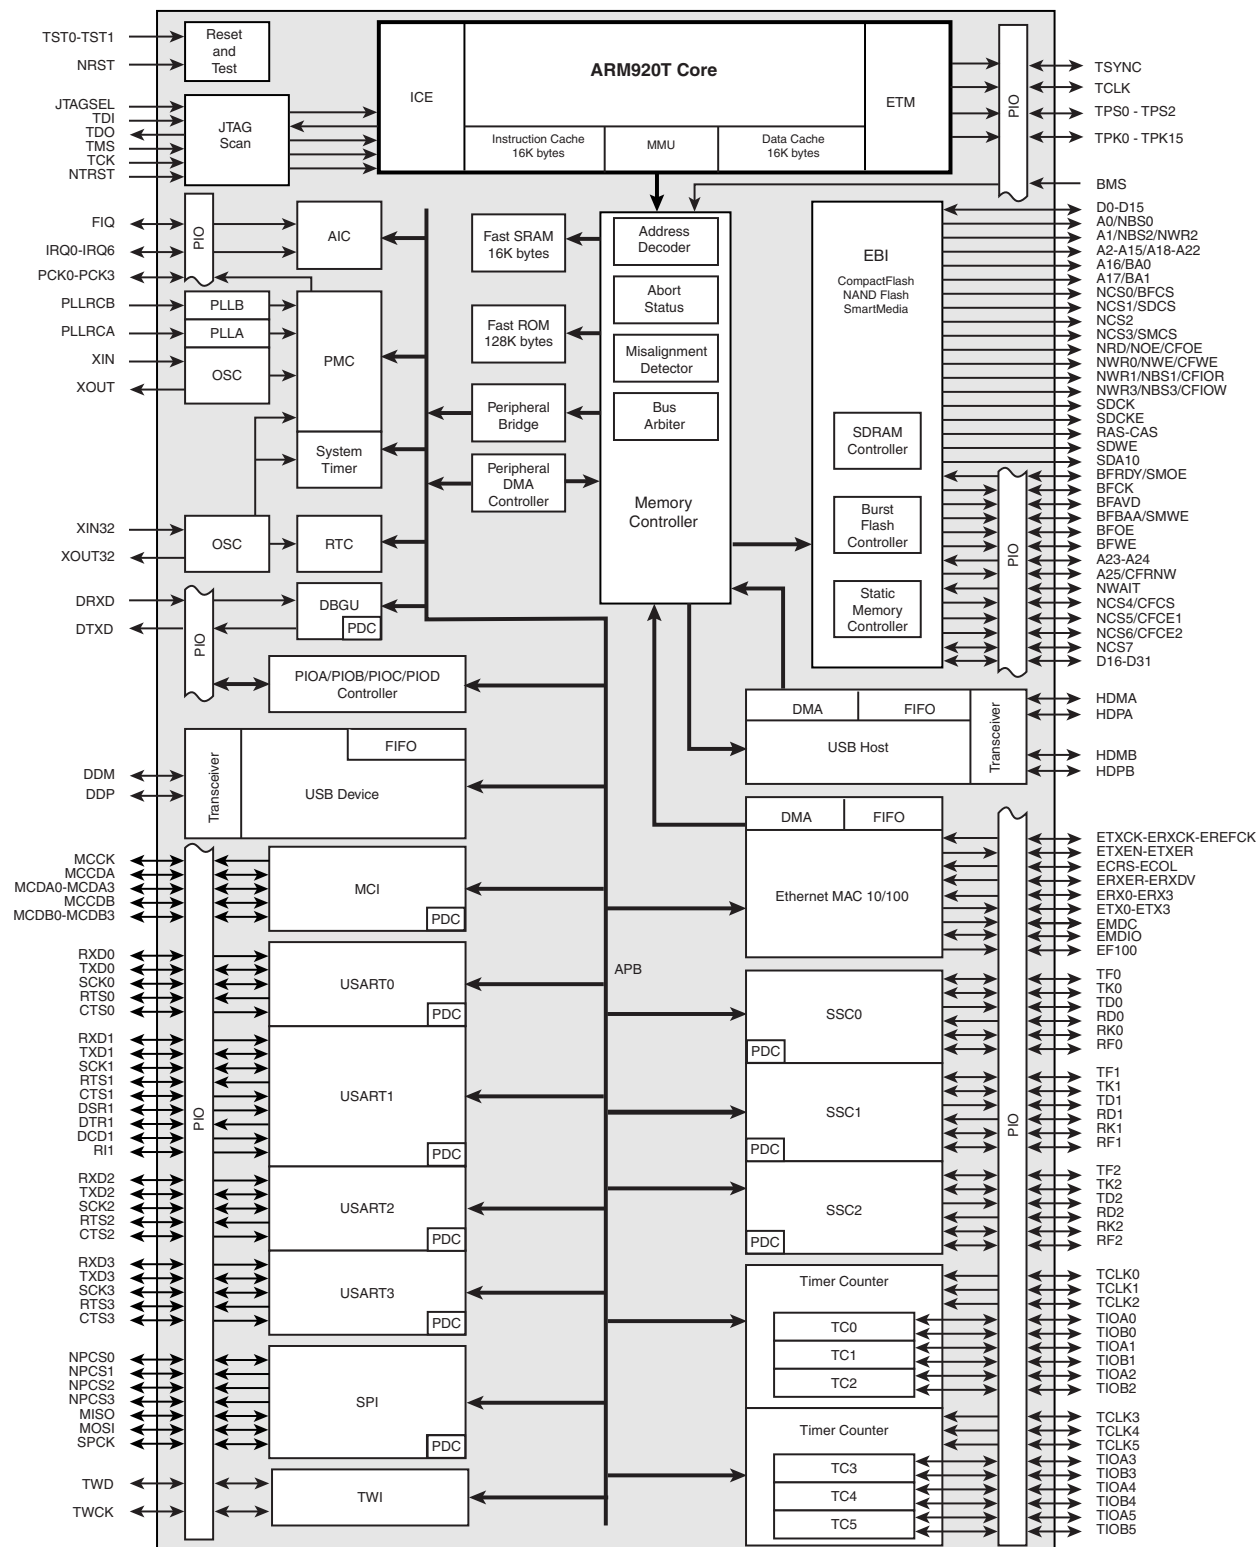 TST0-TST1
NRST
Reset
and
Test
JTAGSEL
TDI
TDO
TMS
TCK
NTRST
JTAG
Scan
ICE
ARM920T Core
Instruction Cache
16K bytes
MMU
Data Cache
16K bytes
ETM
PIO
TSYNC
TCLK
TPS0 - TPS2
TPK0 - TPK15
BMS
FIQ
IRQ0-IRQ6
PCK0-PCK3
PIO
AIC
PLLRCB
PLLRCA
XIN
XOUT
PLLB
PLLA
OSC
PMC
System
Timer
XIN32
XOUT32
OSC
RTC
DRXD
DTXD
PIO
DBGU
PDC
PIOA/PIOB/PIOC/PIOD
Controller
Fast SRAM
16K bytes
Fast ROM
128K bytes
Peripheral
Bridge
Peripheral
DMA
Controller
Address
Decoder
Abort
Status
Misalignment
Detector
Bus
Arbiter
Memory
Controller
EBI
CompactFlash
NAND Flash
SmartMedia
SDRAM
Controller
Burst
Flash
Controller
Static
Memory
Controller
D0-D15
A0/NBS0
A1/NBS2/NWR2
A2-A15/A18-A22
A16/BA0
A17/BA1
NCS0/BFCS
NCS1/SDCS
NCS2
NCS3/SMCS
NRD/NOE/CFOE
NWR0/NWE/CFWE
NWR1/NBS1/CFIOR
NWR3/NBS3/CFIOW
SDCK
SDCKE
RAS-CAS
SDWE
SDA10
BFRDY/SMOE
BFCK
BFAVD
BFBAA/SMWE
BFOE
BFWE
A23-A24
A25/CFRNW
NWAIT
NCS4/CFCS
NCS5/CFCE1
NCS6/CFCE2
NCS7
D16-D31
PIO
DMA
FIFO
USB Host
Transceiver
HDMA
HDPA
HDMB
HDPB
DDM
DDP
Transceiver
FIFO
USB Device
DMA
FIFO
Ethernet MAC 10/100
ETXCK-ERXCK-EREFCK
ETXEN-ETXER
ECRS-ECOL
ERXER-ERXDV
ERX0-ERX3
ETX0-ETX3
EMDC
EMDIO
EF100
PIO
MCCK
MCCDA
MCDA0-MCDA3
MCCDB
MCDB0-MCDB3
MCI
PDC
RXD0
TXD0
SCK0
RTS0
CTS0
USART0
PDC
RXD1
TXD1
SCK1
RTS1
CTS1
DSR1
DTR1
DCD1
RI1
PIO
USART1
PDC
RXD2
TXD2
SCK2
RTS2
CTS2
USART2
PDC
RXD3
TXD3
SCK3
RTS3
CTS3
USART3
PDC
NPCS0
NPCS1
NPCS2
NPCS3
MISO
MOSI
SPCK
SPI
PDC
TWD
TWCK
TWI
APB
SSC0
PDC
TF0
TK0
TD0
RD0
RK0
RF0
SSC1
PDC
TF1
TK1
TD1
RD1
RK1
RF1
SSC2
PDC
TF2
TK2
TD2
RD2
RK2
RF2
Timer Counter
TC0
TC1
TC2
TCLK0
TCLK1
TCLK2
TIOA0
TIOB0
TIOA1
TIOB1
TIOA2
TIOB2
Timer Counter
TC3
TC4
TC5
TCLK3
TCLK4
TCLK5
TIOA3
TIOB3
TIOA4
TIOB4
TIOA5
TIOB5